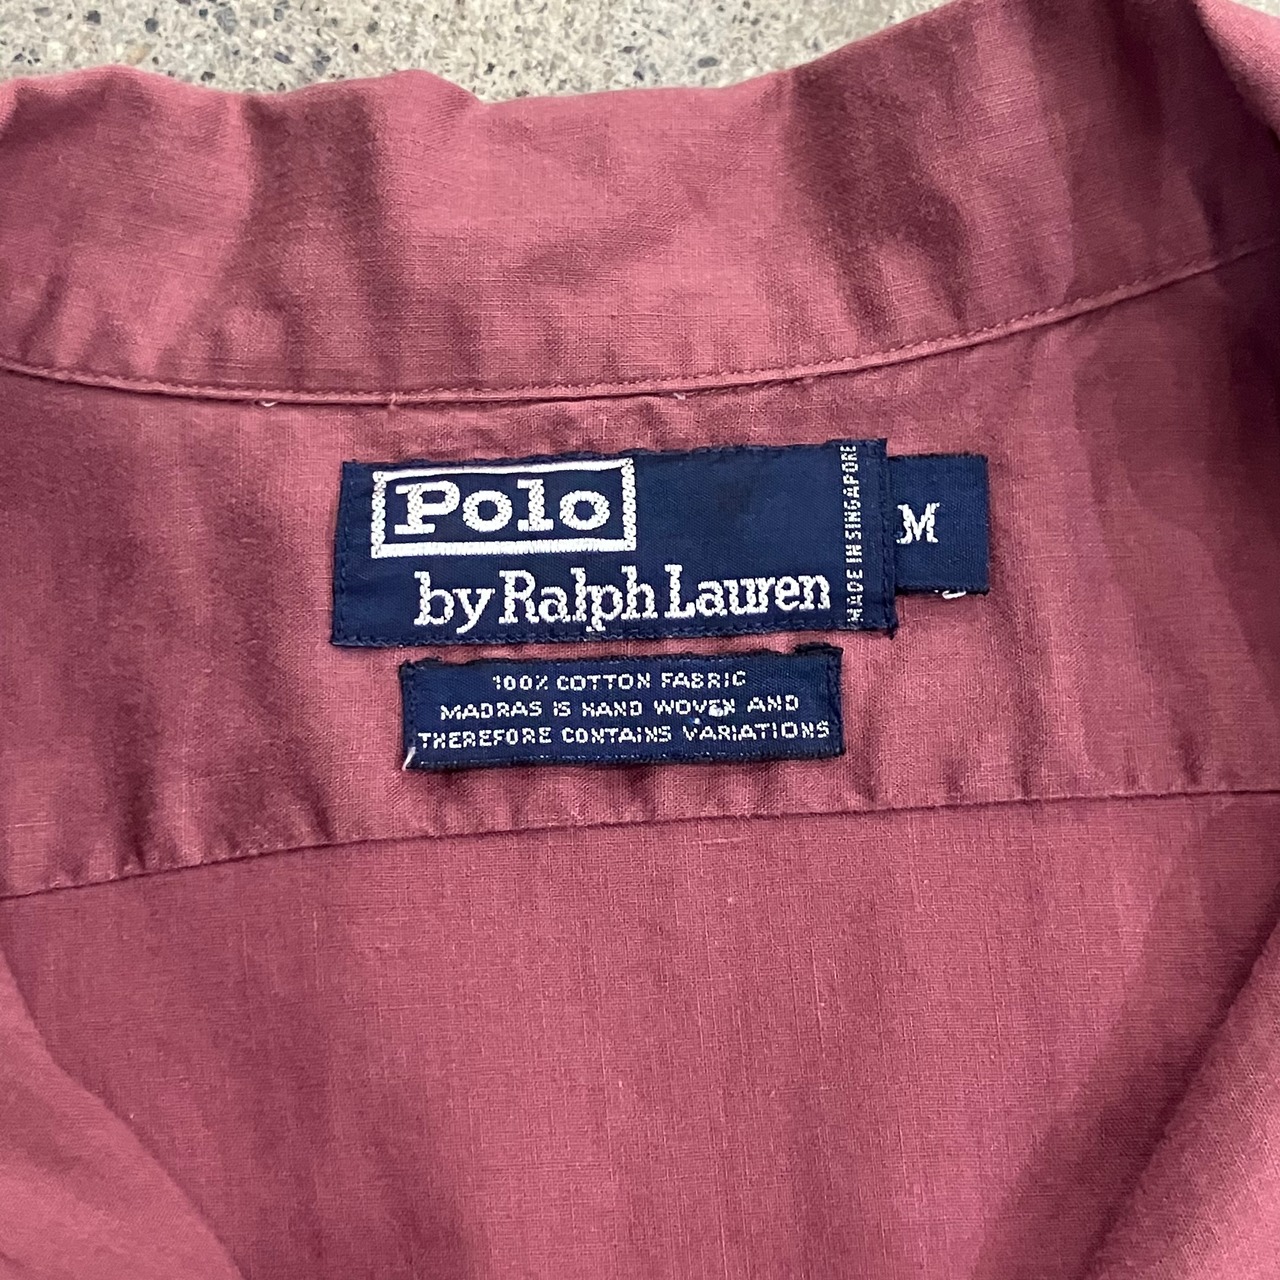 Polo
by Ralph Lauren
MADE IN SINGAPORE
M
100% COTTON FABRIC
MADRAS IS HAND WOVEN AND
THEREFORE CONTAINS VARIATIONS